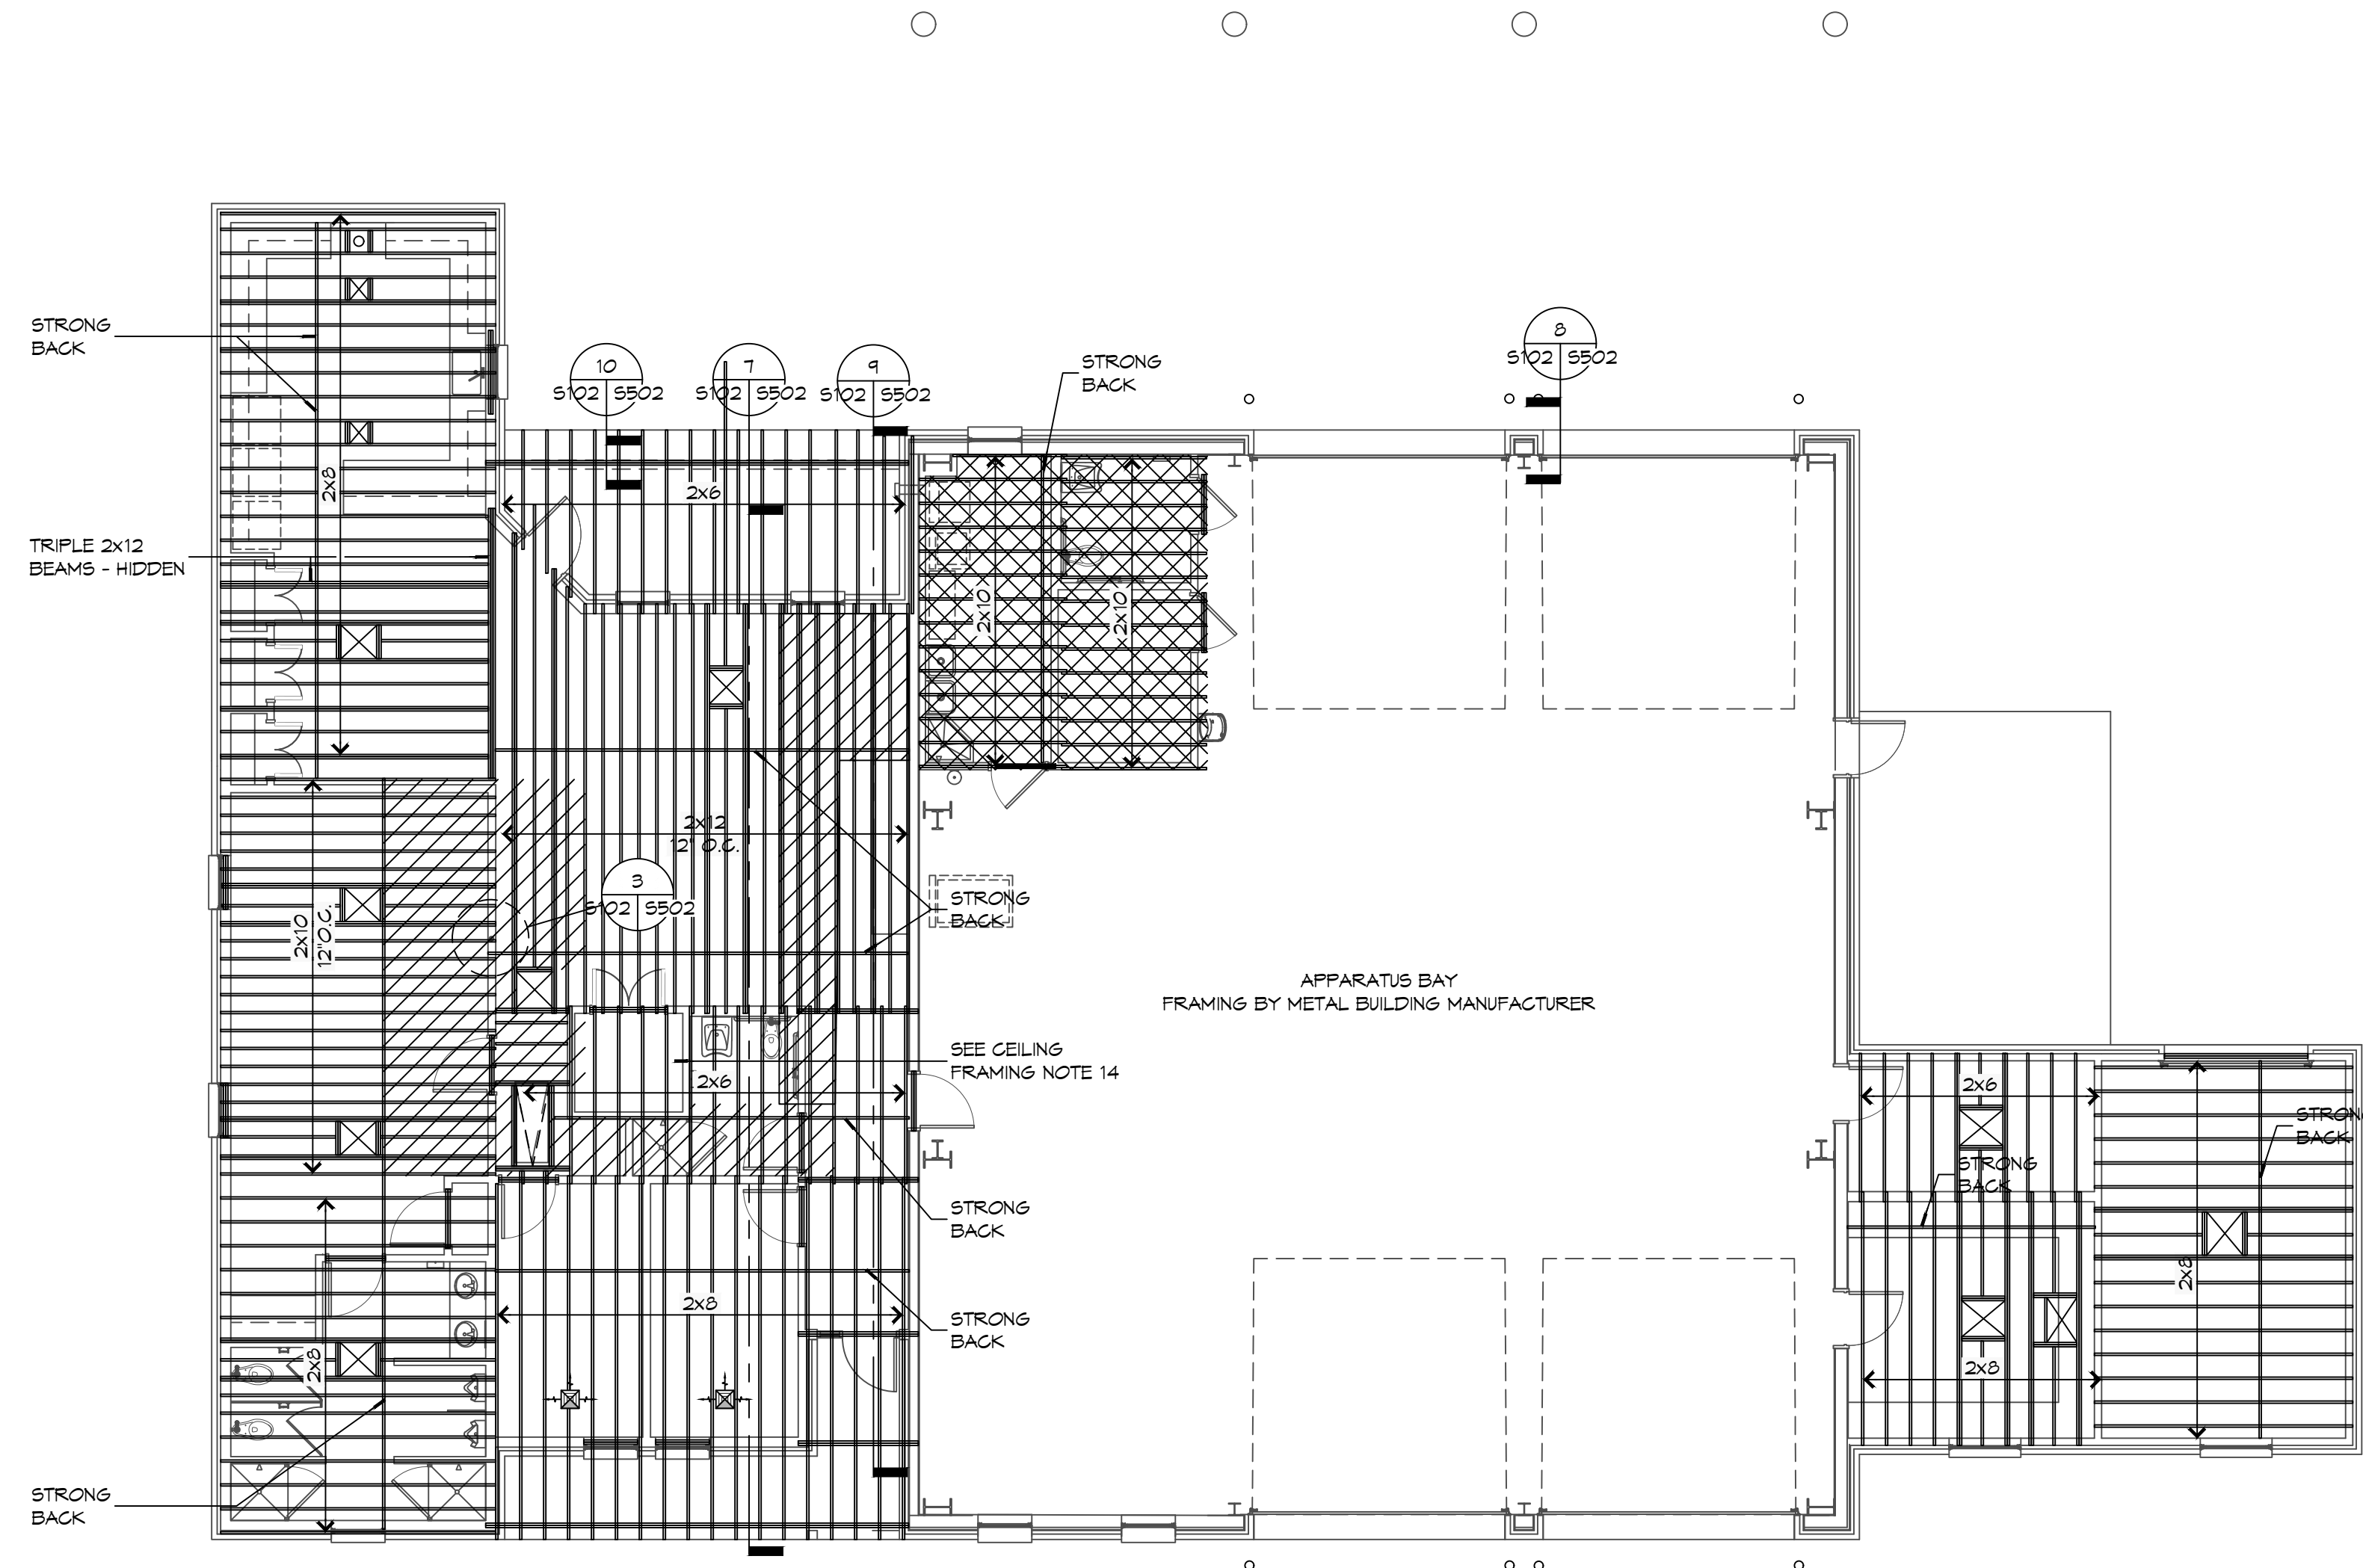 8
S102 S502
STRONG
BACK
10
S102 S502
7
S102 S502
9
S102 S502
STRONG
BACK
2x8
2x6
TRIPLE 2x12
BEAMS - HIDDEN
2x10
2x10
2x12
12" O.C.
3
S102 S502
STRONG
BACK
2x10
12"O.C.
APPARATUS BAY
FRAMING BY METAL BUILDING MANUFACTURER
SEE CEILING
FRAMING NOTE 14
2x6
2x6
STRONG
BACK
STRONG
BACK
STRONG
BACK
2x8
2x8
STRONG
BACK
2x8
2x8
STRONG
BACK